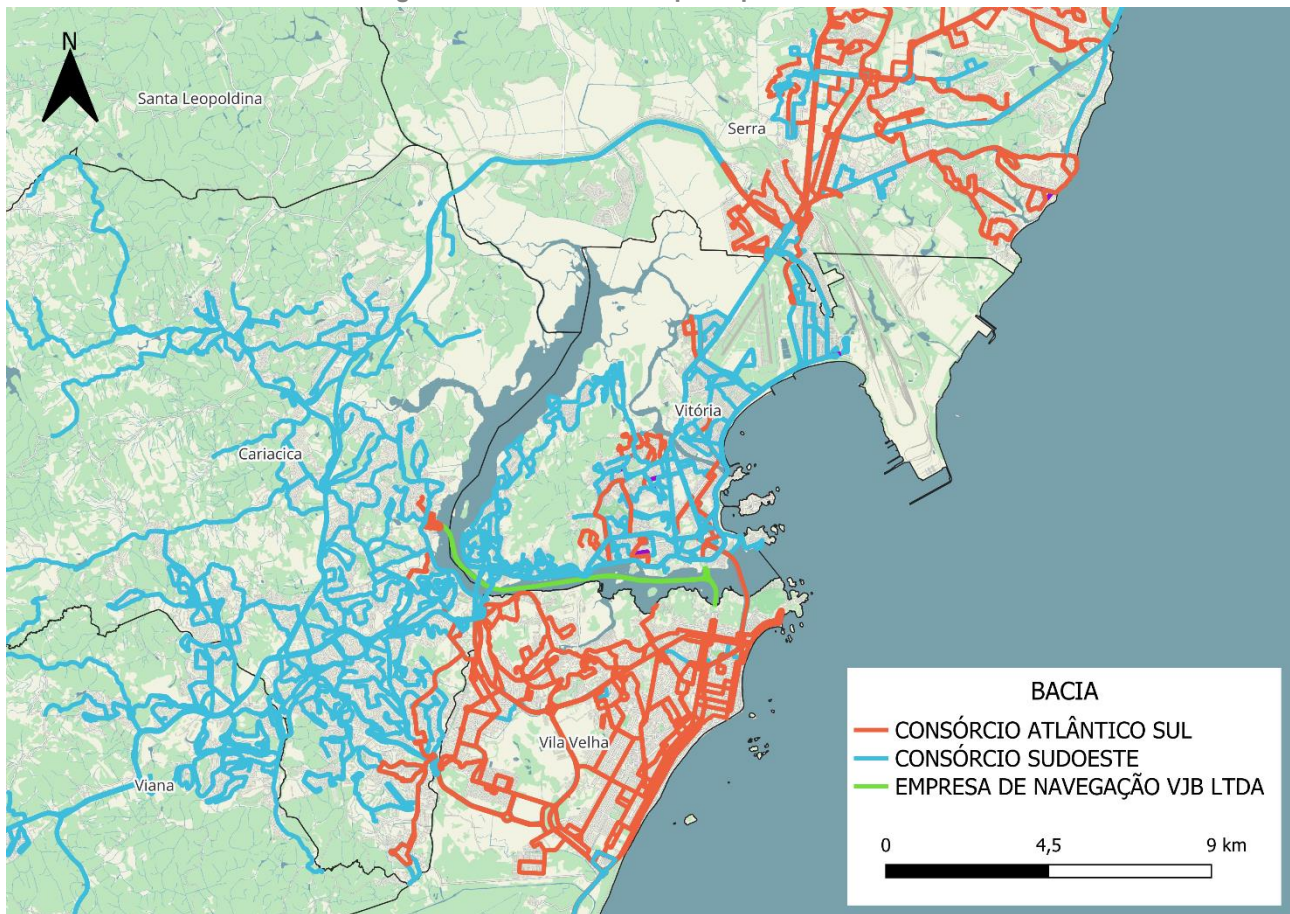 N
Santa Leopoldina
Serra
Vitória
Cariacica
Vila Velha
Viana
BACIA
CONSÓRCIO ATLÂNTICO SUL
CONSÓRCIO SUDOESTE
EMPRESA DE NAVEGAÇÃO VJB LTDA
0 4,5 9 km